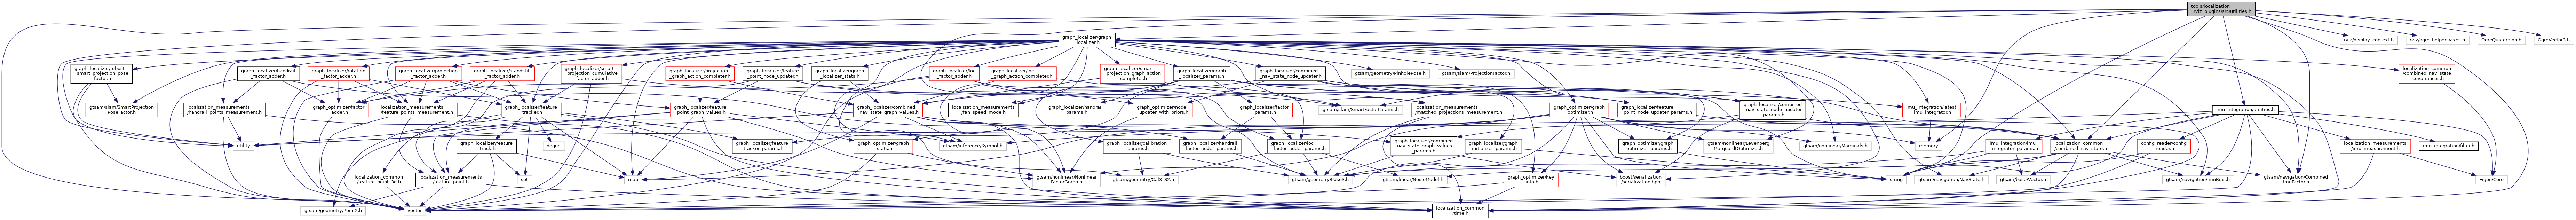 tools/localization
_rviz_plugins/src/utilities.h
graph_localizer/graph
_localizer.h
rviz/display_context.h
rviz/ogre_helpers/axes.h
OgreQuaternion.h
OgreVector3.h
graph_localizer/robust
_smart_projection_pose
_factor.h
graph_localizer/handrail
_factor_adder.h
graph_localizer/rotation
_factor_adder.h
graph_localizer/projection
_factor_adder.h
graph_localizer/standstill
_factor_adder.h
graph_localizer/smart
_projection_cumulative
_factor_adder.h
graph_localizer/projection
_graph_action_completer.h
graph_localizer/feature
_point_node_updater.h
graph_localizer/graph
_localizer_stats.h
graph_localizer/loc
_factor_adder.h
graph_localizer/loc
_graph_action_completer.h
graph_localizer/smart
_projection_graph_action
_completer.h
graph_localizer/graph
_localizer_params.h
graph_localizer/combined
_nav_state_node_updater.h
gtsam/geometry/PinholePose.h
gtsam/slam/ProjectionFactor.h
localization_common
/combined_nav_state
_covariances.h
gtsam/slam/SmartProjection
PoseFactor.h
localization_measurements
/handrail_points_measurement.h
graph_optimizer/factor
_adder.h
localization_measurements
/feature_points_measurement.h
graph_localizer/feature
_tracker.h
graph_localizer/feature
_point_graph_values.h
graph_localizer/combined
_nav_state_graph_values.h
localization_measurements
/fan_speed_mode.h
graph_localizer/handrail
_params.h
graph_optimizer/node
_updater_with_priors.h
graph_localizer/factor
_params.h
gtsam/slam/SmartFactorParams.h
localization_measurements
/matched_projections_measurement.h
graph_optimizer/graph
_optimizer.h
graph_localizer/feature
_point_node_updater_params.h
graph_localizer/combined
_nav_state_node_updater
_params.h
imu_integrator/latest
_imu_integrator.h
imu_integration/utilities.h
utility
deque
graph_localizer/feature
_track.h
graph_localizer/feature
_tracker_params.h
graph_optimizer/graph
_stats.h
gtsam/inference/Symbol.h
graph_localizer/calibration
_params.h
graph_localizer/handrail
_factor_adder_params.h
graph_localizer/loc
_factor_adder_params.h
graph_localizer/combined
_nav_state_graph_values
_params.h
graph_localizer/graph
_initializer_params.h
graph_optimizer/graph
_optimizer_params.h
gtsam/nonlinear/Levenberg
MarquardtOptimizer.h
gtsam/nonlinear/Marginals.h
memory
imu_integration/imu
_integrator_params.h
localization_common
/combined_nav_state.h
config_reader/config
_reader.h
localization_measurements
/imu_measurement.h
imu_integrator/filter.h
localization_common
/feature_point_3d.h
localization_measurements
/feature_point.h
set
map
gtsam/nonlinear/Nonlinear
FactorGraph.h
gtsam/geometry/Cal3_S2.h
gtsam/geometry/Pose3.h
gtsam/linear/NoiseModel.h
graph_optimizer/key
_info.h
boost/serialization
/serialization.hpp
string
gtsam/navigation/NavState.h
gtsam/base/Vector.h
gtsam/navigation/ImuBias.h
gtsam/navigation/Combined
ImuFactor.h
Eigen/Core
gtsam/geometry/Point2.h
vector
localization_common
/time.h